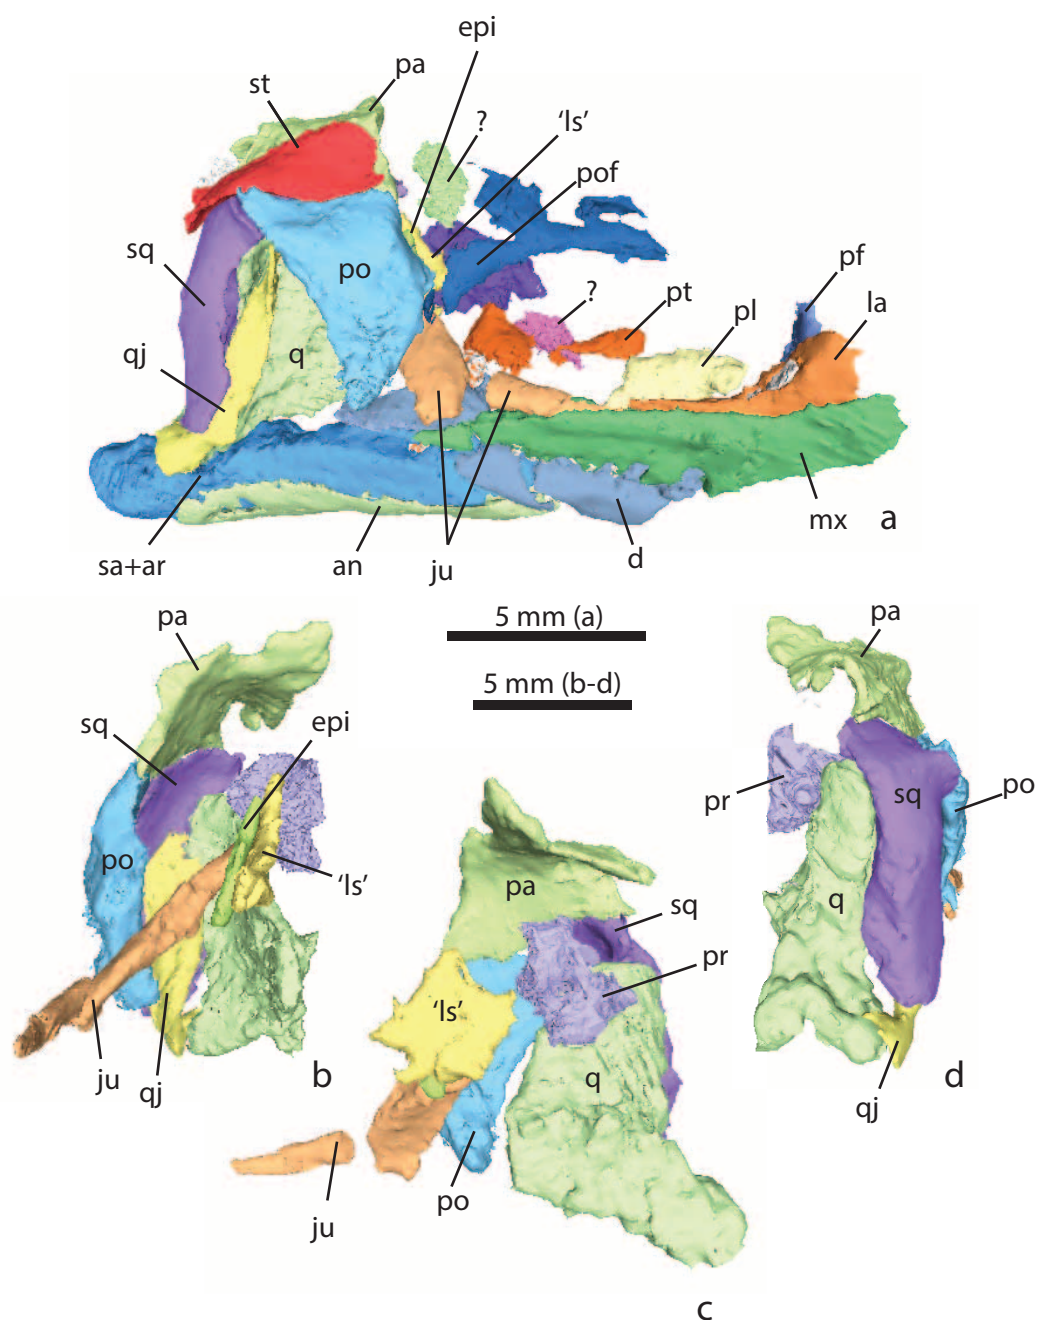 epi
pa
st
?
'ls'
pof
sq
po
?
pt
pl
pf
la
qj
q
mx
a
sa+ar
an
ju
d
5 mm (a)
5 mm (b-d)
pa
epi
sq
po
'ls'
ju
qj
b
pa
sq
pr
'ls'
q
po
ju
c
pa
pr
sq
po
q
qj
d